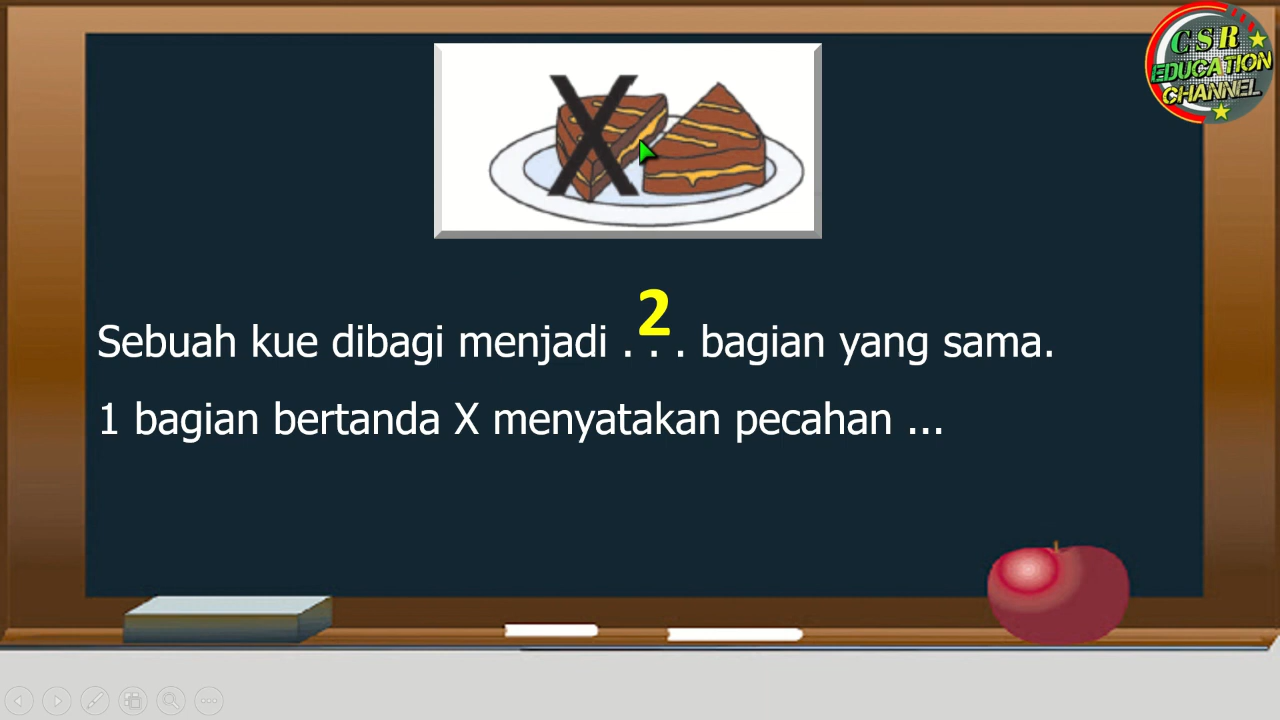 CSR
EDUCATION
CHANNEL
X
2
Sebuah kue dibagi menjadi . . . bagian yang sama.
1 bagian bertanda X menyatakan pecahan ...